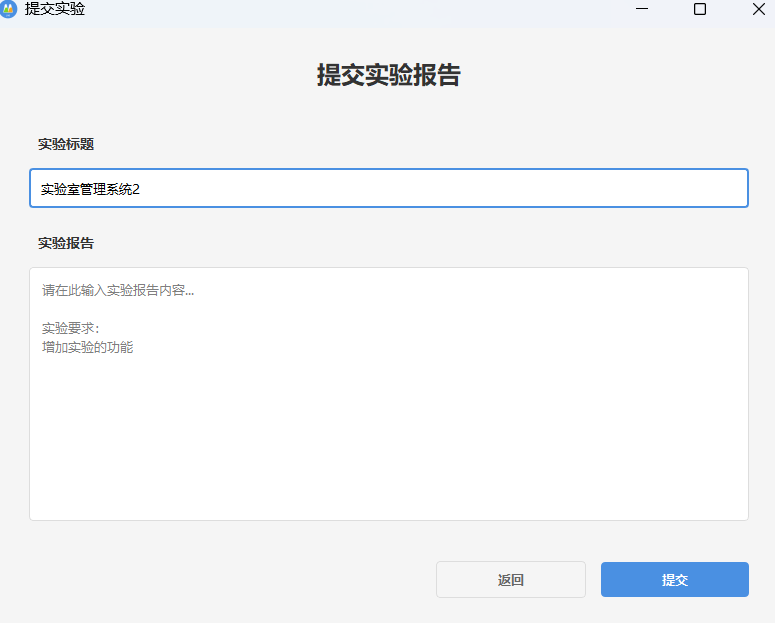 提交实验
提交实验报告
实验标题
实验室管理系统2
实验报告
请在此输入实验报告内容...
实验要求：
增加实验的功能
返回
提交